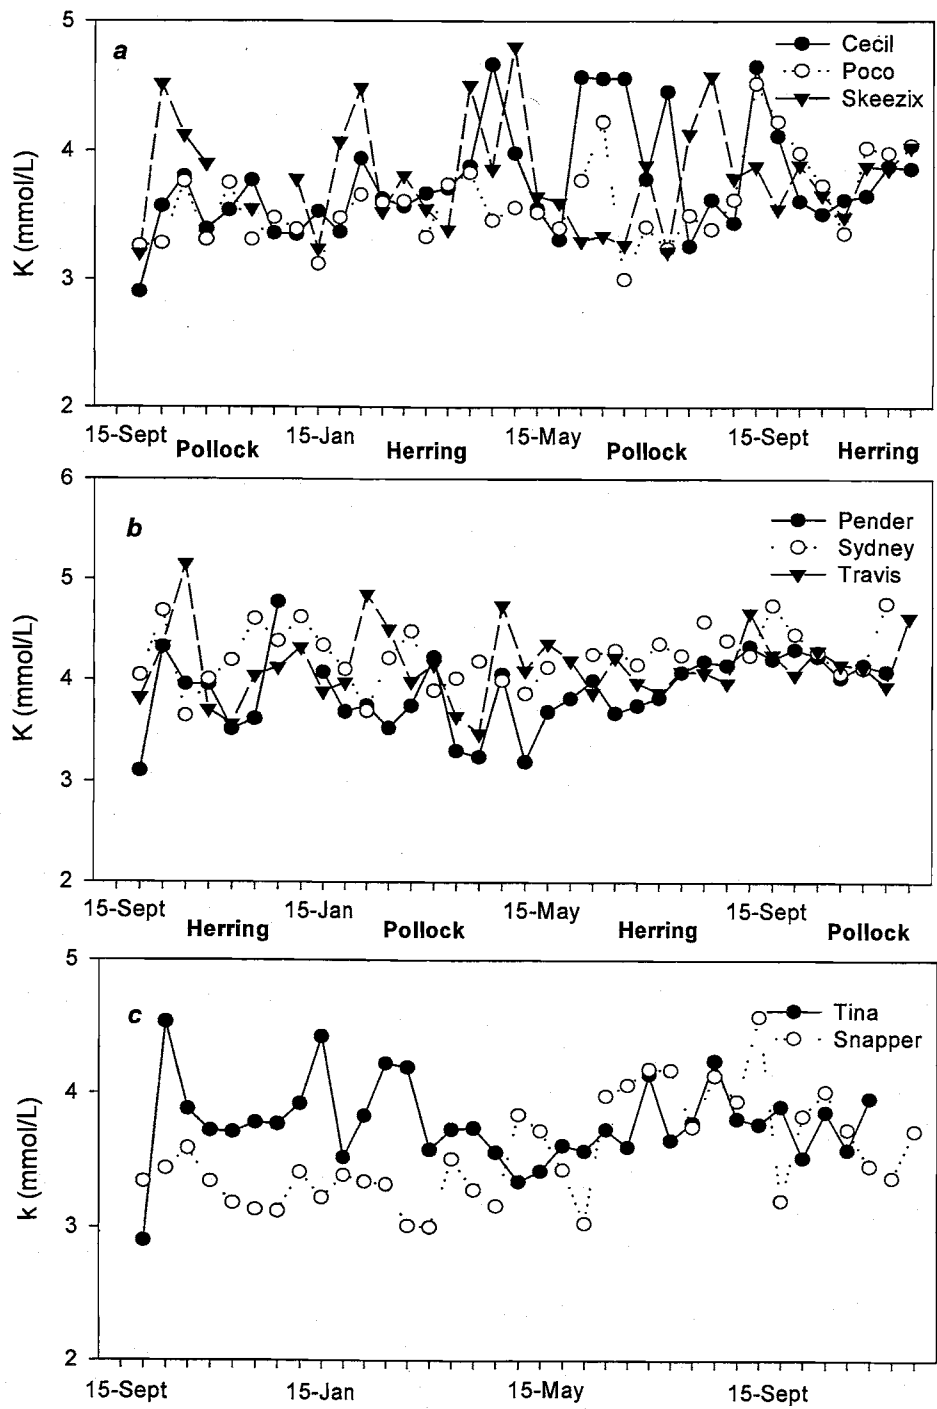 5
a
Cecil
Poco
Skeezix
4
K (mmol/L)
3
2
15-Sept 15-Jan 15-May 15-Sept
Pollock Herring Pollock Herring
6
b
Pender
Sydney
Travis
5
4
K (mmol/L)
3
2
15-Sept 15-Jan 15-May 15-Sept
Herring Pollock Herring Pollock
5
c
Tina
Snapper
4
k (mmol/L)
3
2
15-Sept 15-Jan 15-May 15-Sept